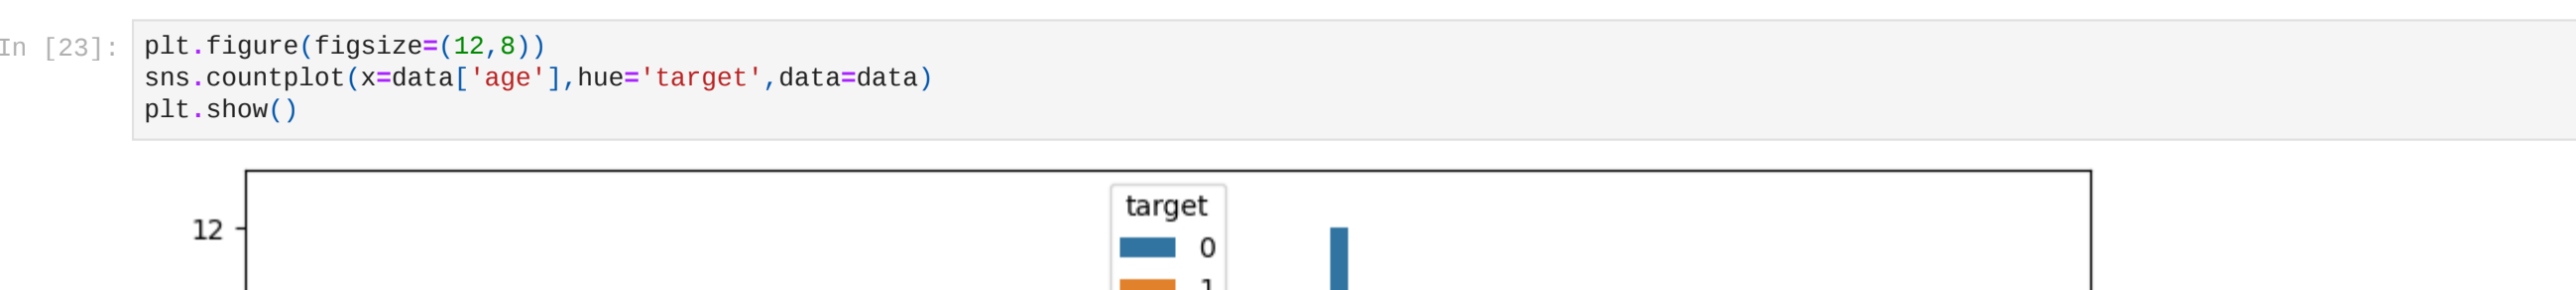 In [23]:
plt.figure(figsize=(12,8))
sns.countplot(x=data['age'],hue='target',data=data)
plt.show()
target
12
0
1